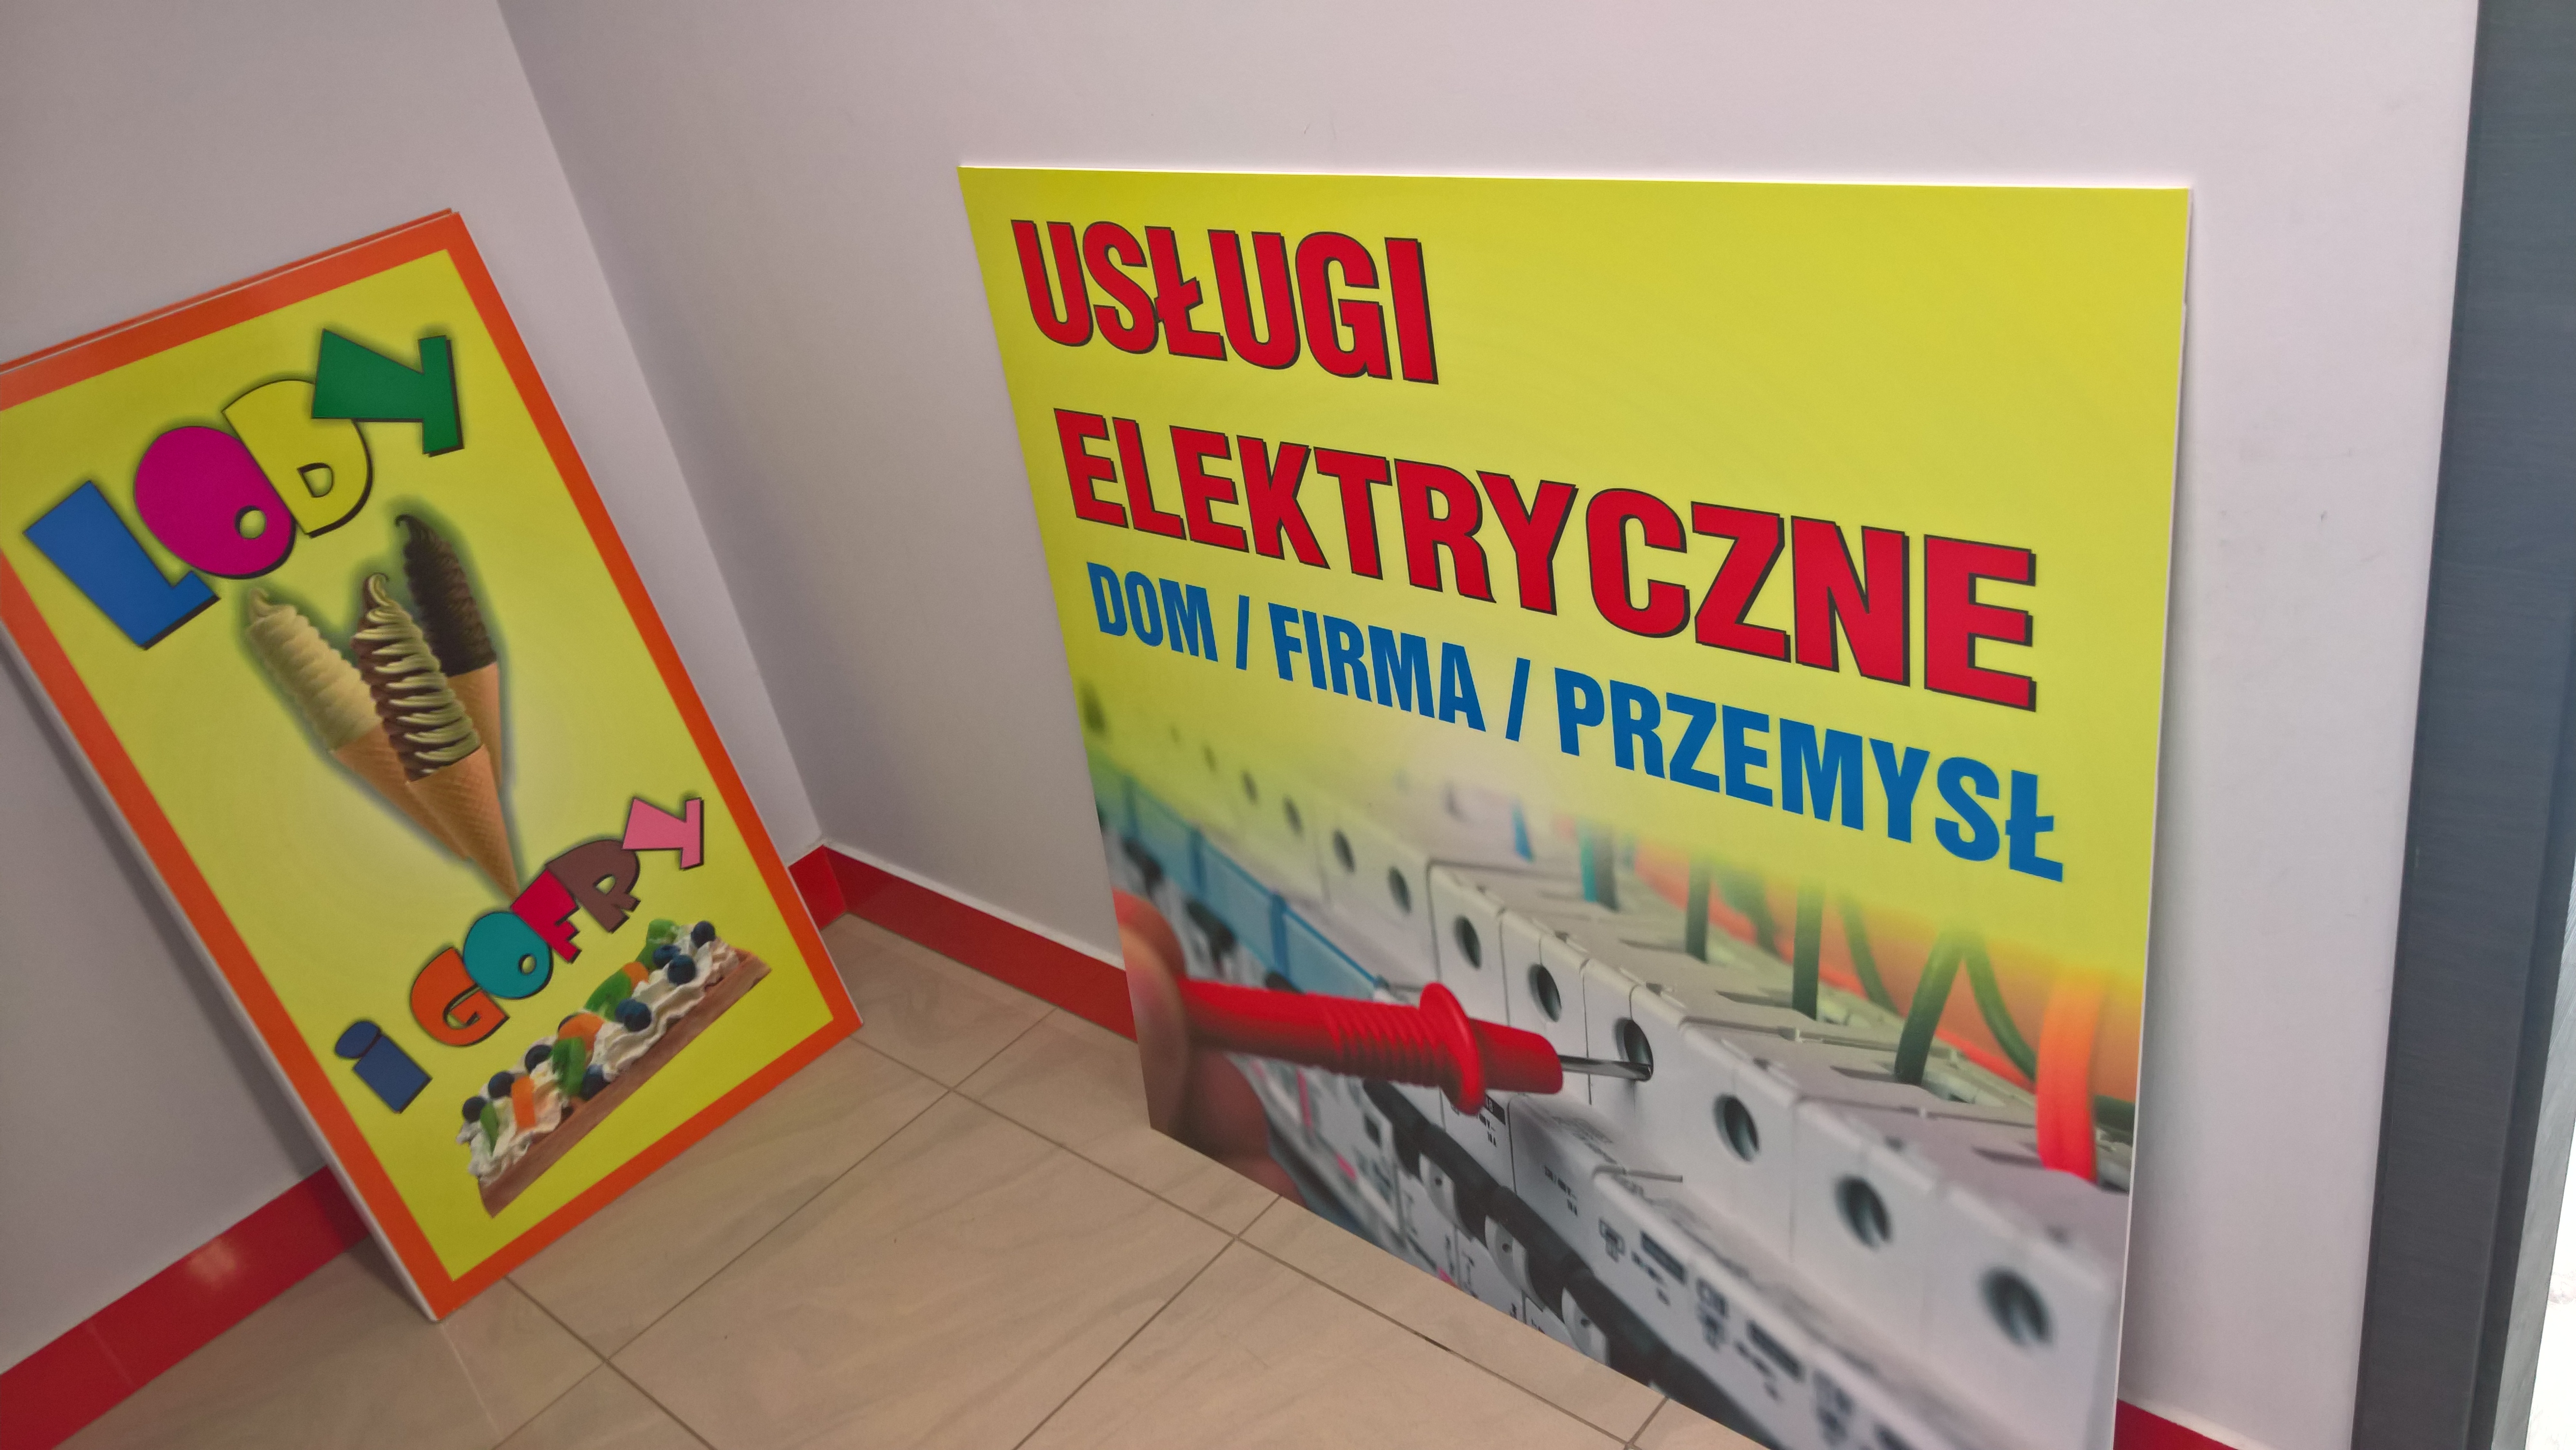 LODY
i GOFRY
USŁUGI
ELEKTRYCZNE
DOM / FIRMA / PRZEMYSŁ